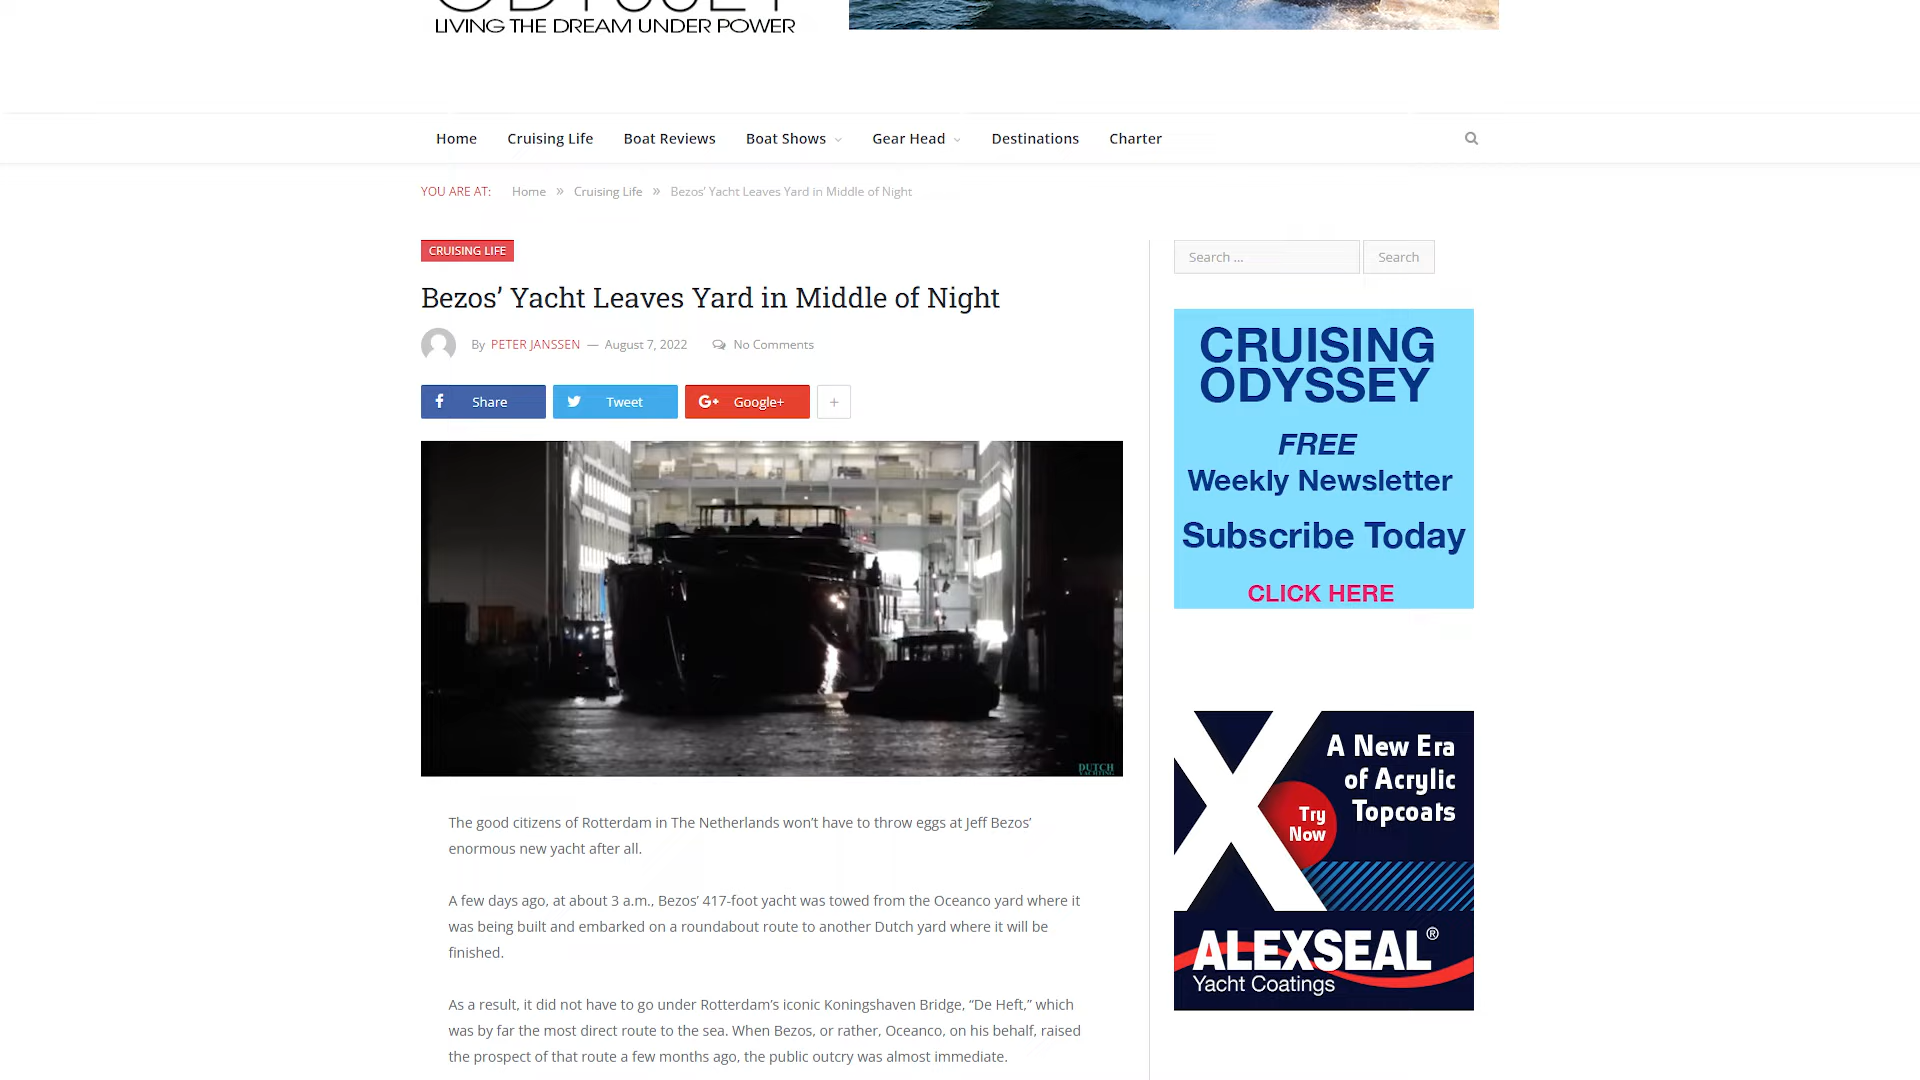 LIVING THE DREAM UNDER POWER
Home Cruising Life Boat Reviews Boat Shows Gear Head Destinations Charter
YOU ARE AT: Home » Cruising Life » Bezos’ Yacht Leaves Yard in Middle of Night
CRUISING LIFE
Bezos’ Yacht Leaves Yard in Middle of Night
By PETER JANSSEN — August 7, 2022 No Comments
Share Tweet Google+ +
DUTCH
YACHTING
The good citizens of Rotterdam in The Netherlands won’t have to throw eggs at Jeff Bezos’
enormous new yacht after all.
A few days ago, at about 3 a.m., Bezos’ 417-foot yacht was towed from the Oceanco yard where it
was being built and embarked on a roundabout route to another Dutch yard where it will be
finished.
As a result, it did not have to go under Rotterdam’s iconic Koningshaven Bridge, “De Heft,” which
was by far the most direct route to the sea. When Bezos, or rather, Oceanco, on his behalf, raised
the prospect of that route a few months ago, the public outcry was almost immediate.
Search ... Search
CRUISING
ODYSSEY
FREE
Weekly Newsletter
Subscribe Today
CLICK HERE
A New Era
of Acrylic
Topcoats
Try
Now
ALEXSEAL®
Yacht Coatings